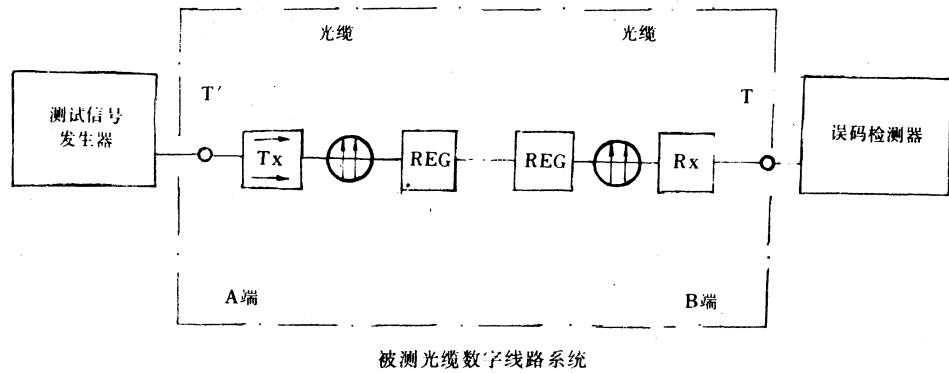 光缆 光缆
T′ T
测试信号
发生器
误码检测器
Tx REG REG Rx
A端 B端
被测光缆数字线路系统